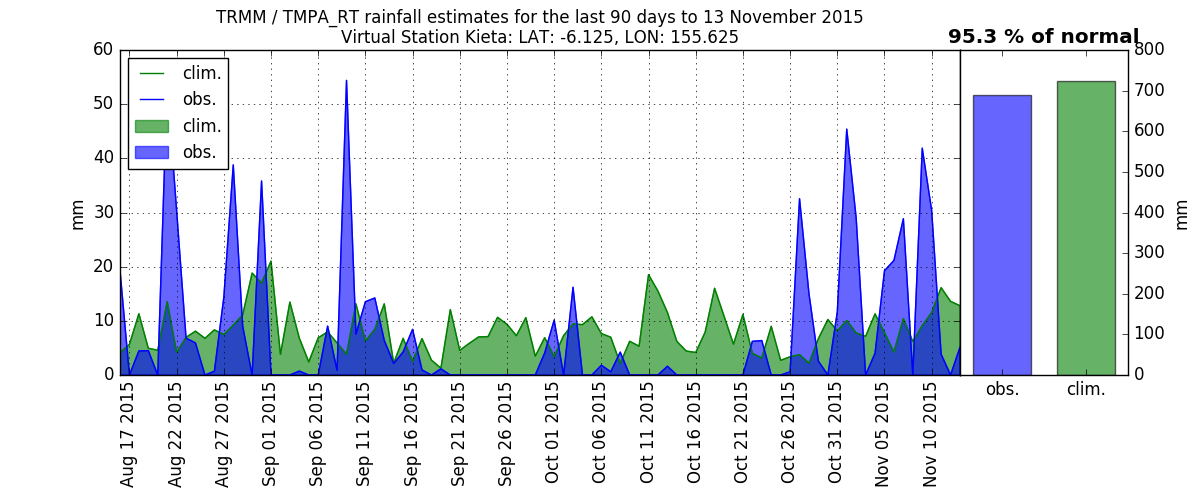 TRMM / TMPA_RT rainfall estimates for the last 90 days to 13 November 2015
Virtual Station Kieta: LAT: -6.125, LON: 155.625
95.3 % of normal
60
50
40
30
20
10
0
mm
clim.
obs.
clim.
obs.
Aug 17 2015
Aug 22 2015
Aug 27 2015
Sep 01 2015
Sep 06 2015
Sep 11 2015
Sep 16 2015
Sep 21 2015
Sep 26 2015
Oct 01 2015
Oct 06 2015
Oct 11 2015
Oct 16 2015
Oct 21 2015
Oct 26 2015
Oct 31 2015
Nov 05 2015
Nov 10 2015
obs.
clim.
800
700
600
500
400
300
200
100
0
mm